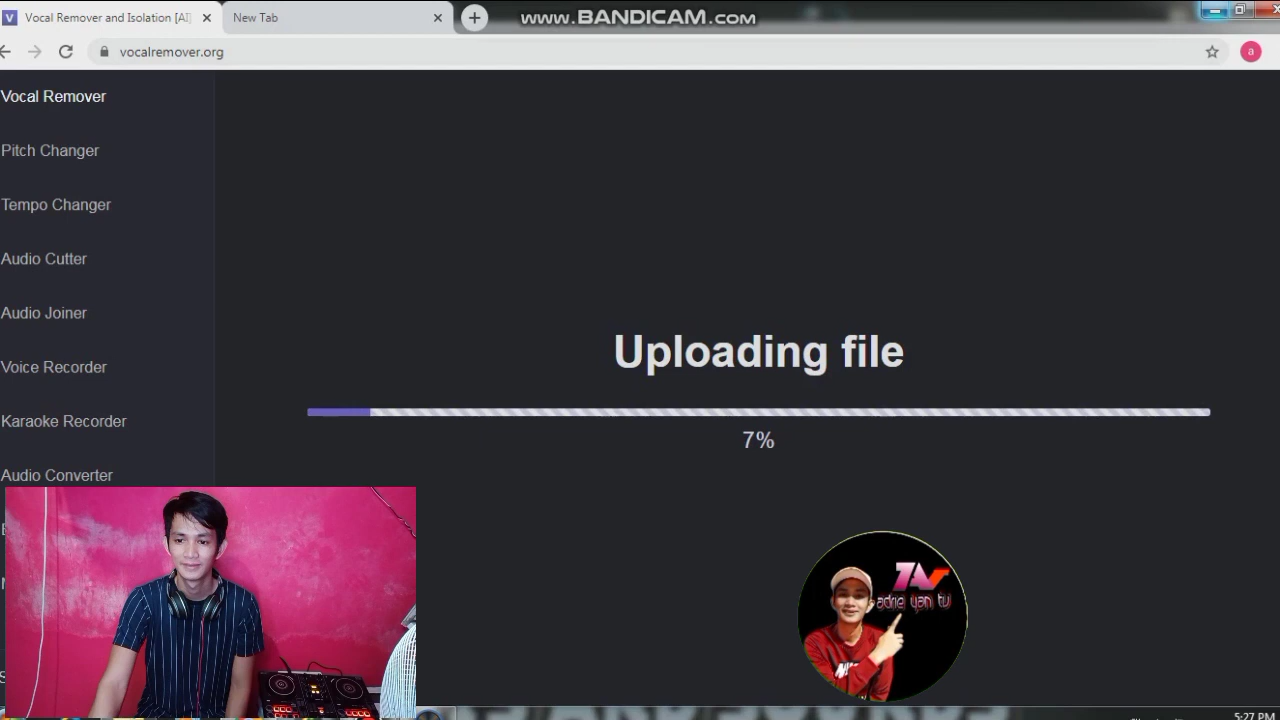 Vocal Remover and Isolation [AI]
New Tab
www.BANDICAM.com
vocalremover.org
a
Vocal Remover
Pitch Changer
Tempo Changer
Audio Cutter
Audio Joiner
Voice Recorder
Karaoke Recorder
Audio Converter
Uploading file
7%
adrie yan tv
5:27 PM